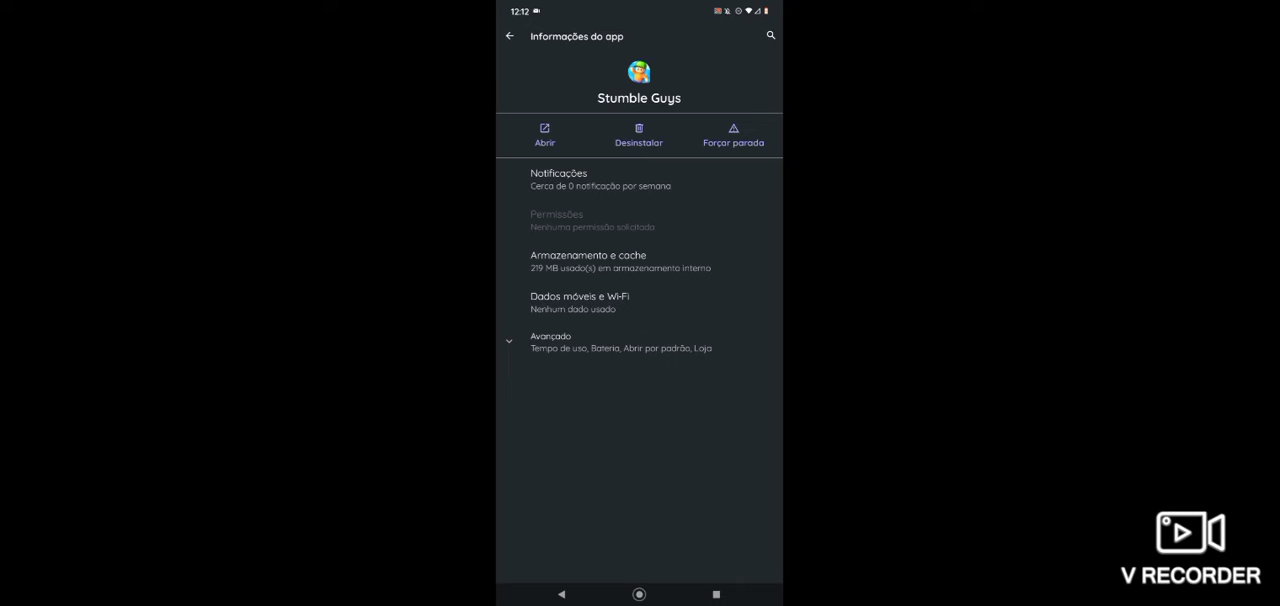 12:12
Informações do app
Stumble Guys
Abrir
Desinstalar
Forçar parada
Notificações
Cerca de 0 notificação por semana
Permissões
Nenhuma permissão solicitada
Armazenamento e cache
219 MB usado(s) em armazenamento interno
Dados móveis e Wi-Fi
Nenhum dado usado
Avançado
Tempo de uso, Bateria, Abrir por padrão, Loja
V RECORDER